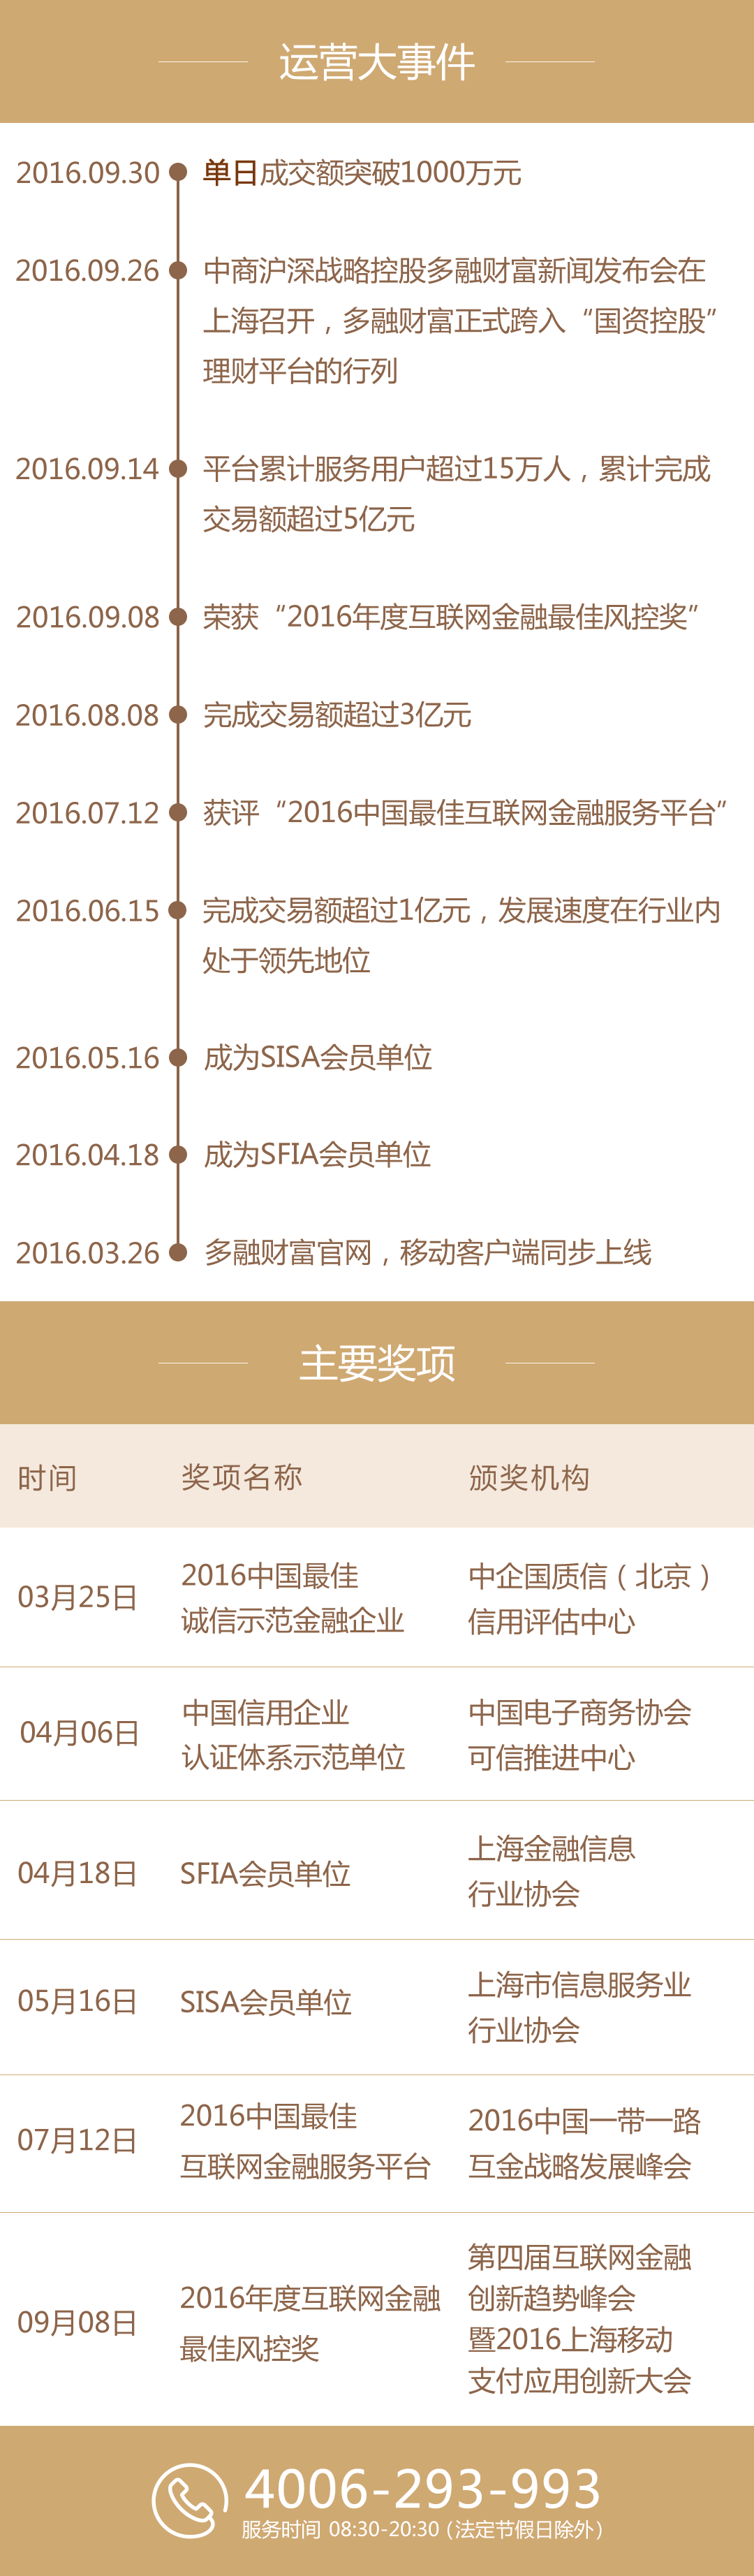 运营大事件
2016.09.30 单日成交额突破1000万元
2016.09.26 中商沪深战略控股多融财富新闻发布会在
上海召开，多融财富正式跨入“国资控股”
理财平台的行列
2016.09.14 平台累计服务用户超过15万人，累计完成
交易额超过5亿元
2016.09.08 荣获“2016年度互联网金融最佳风控奖”
2016.08.08 完成交易额超过3亿元
2016.07.12 获评“2016中国最佳互联网金融服务平台”
2016.06.15 完成交易额超过1亿元，发展速度在行业内
处于领先地位
2016.05.16 成为SISA会员单位
2016.04.18 成为SFIA会员单位
2016.03.26 多融财富官网，移动客户端同步上线
主要奖项
时间 奖项名称 颁奖机构
03月25日
2016中国最佳
诚信示范金融企业
中企国质信（北京）
信用评估中心
04月06日
中国信用企业
认证体系示范单位
中国电子商务协会
可信推进中心
04月18日
SFIA会员单位
上海金融信息
行业协会
05月16日
SISA会员单位
上海市信息服务业
行业协会
07月12日
2016中国最佳
互联网金融服务平台
2016中国一带一路
互金战略发展峰会
09月08日
2016年度互联网金融
最佳风控奖
第四届互联网金融
创新趋势峰会
暨2016上海移动
支付应用创新大会
4006-293-993
服务时间 08:30-20:30（法定节假日除外）